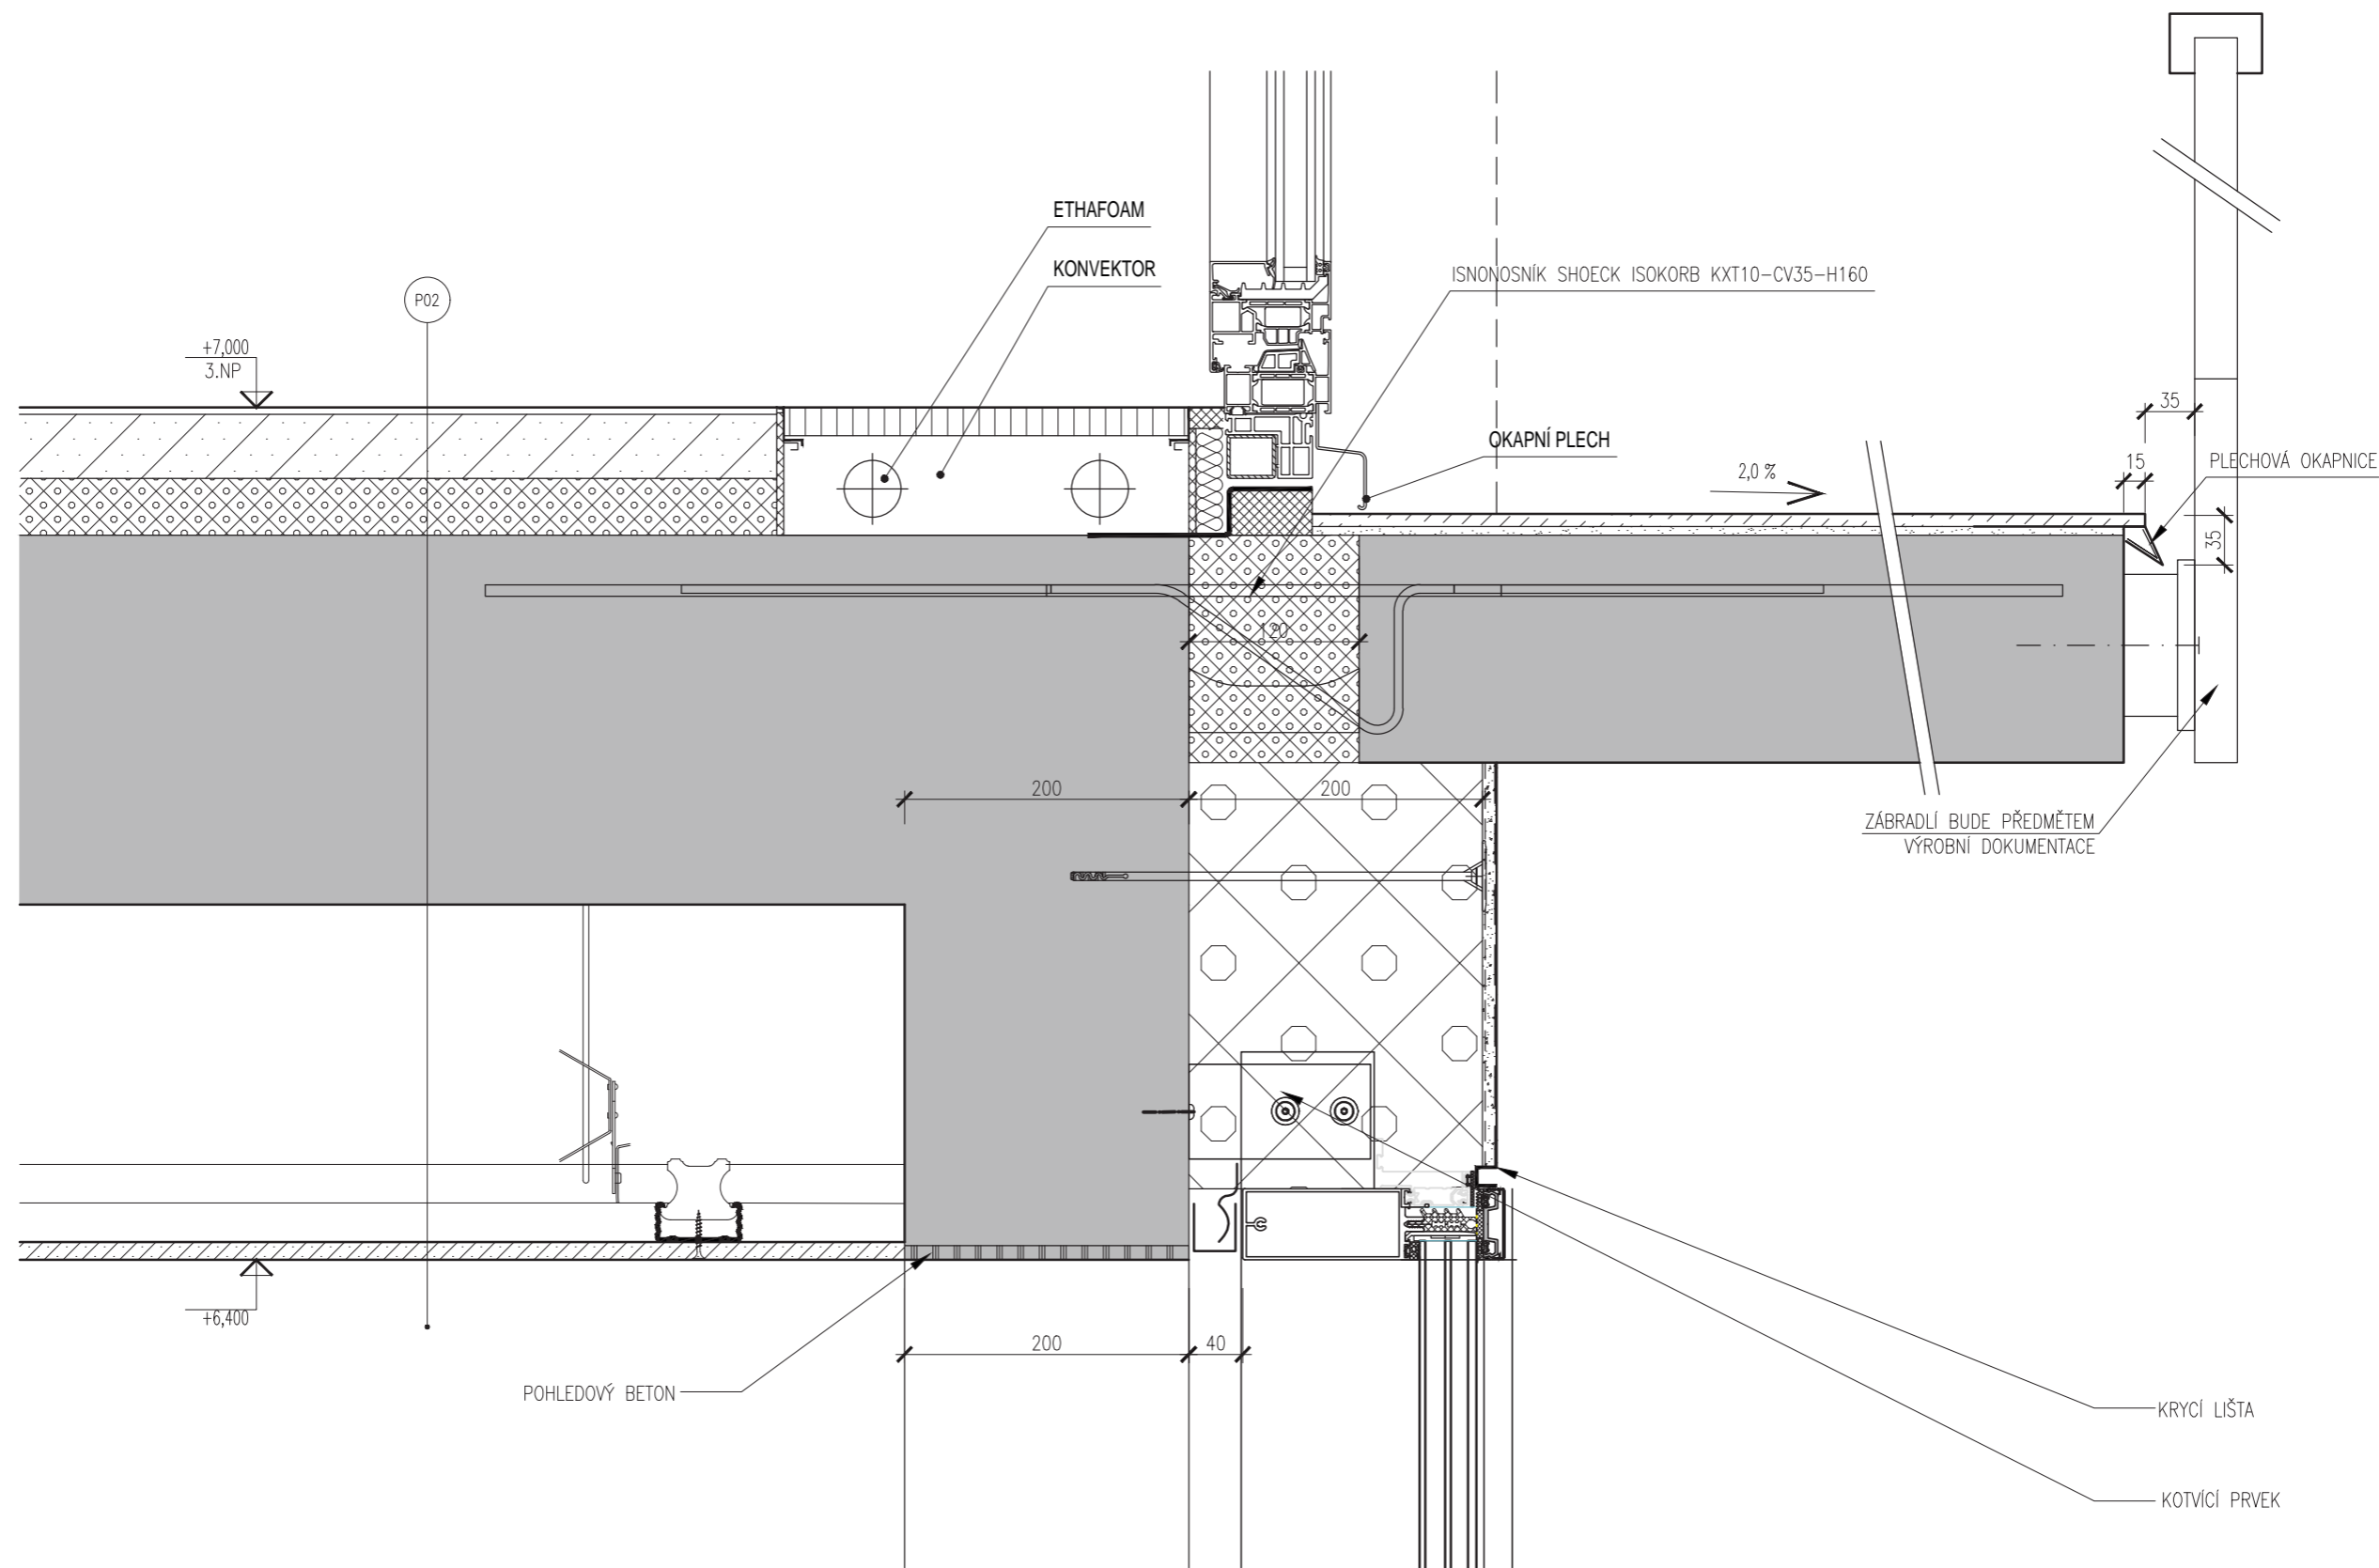 ETHAFOAM
KONVEKTOR
ISNONOSNÍK SHOECK ISOKORB KXT10-CV35-H160
P02
+7,000
3.NP
35
OKAPNÍ PLECH
2,0 %
15
PLECHOVÁ OKAPNICE
35
120
200
200
ZÁBRADLÍ BUDE PŘEDMĚTEM
VÝROBNÍ DOKUMENTACE
+6,400
200
40
POHLEDOVÝ BETON
KRYCÍ LIŠTA
KOTVÍCÍ PRVEK